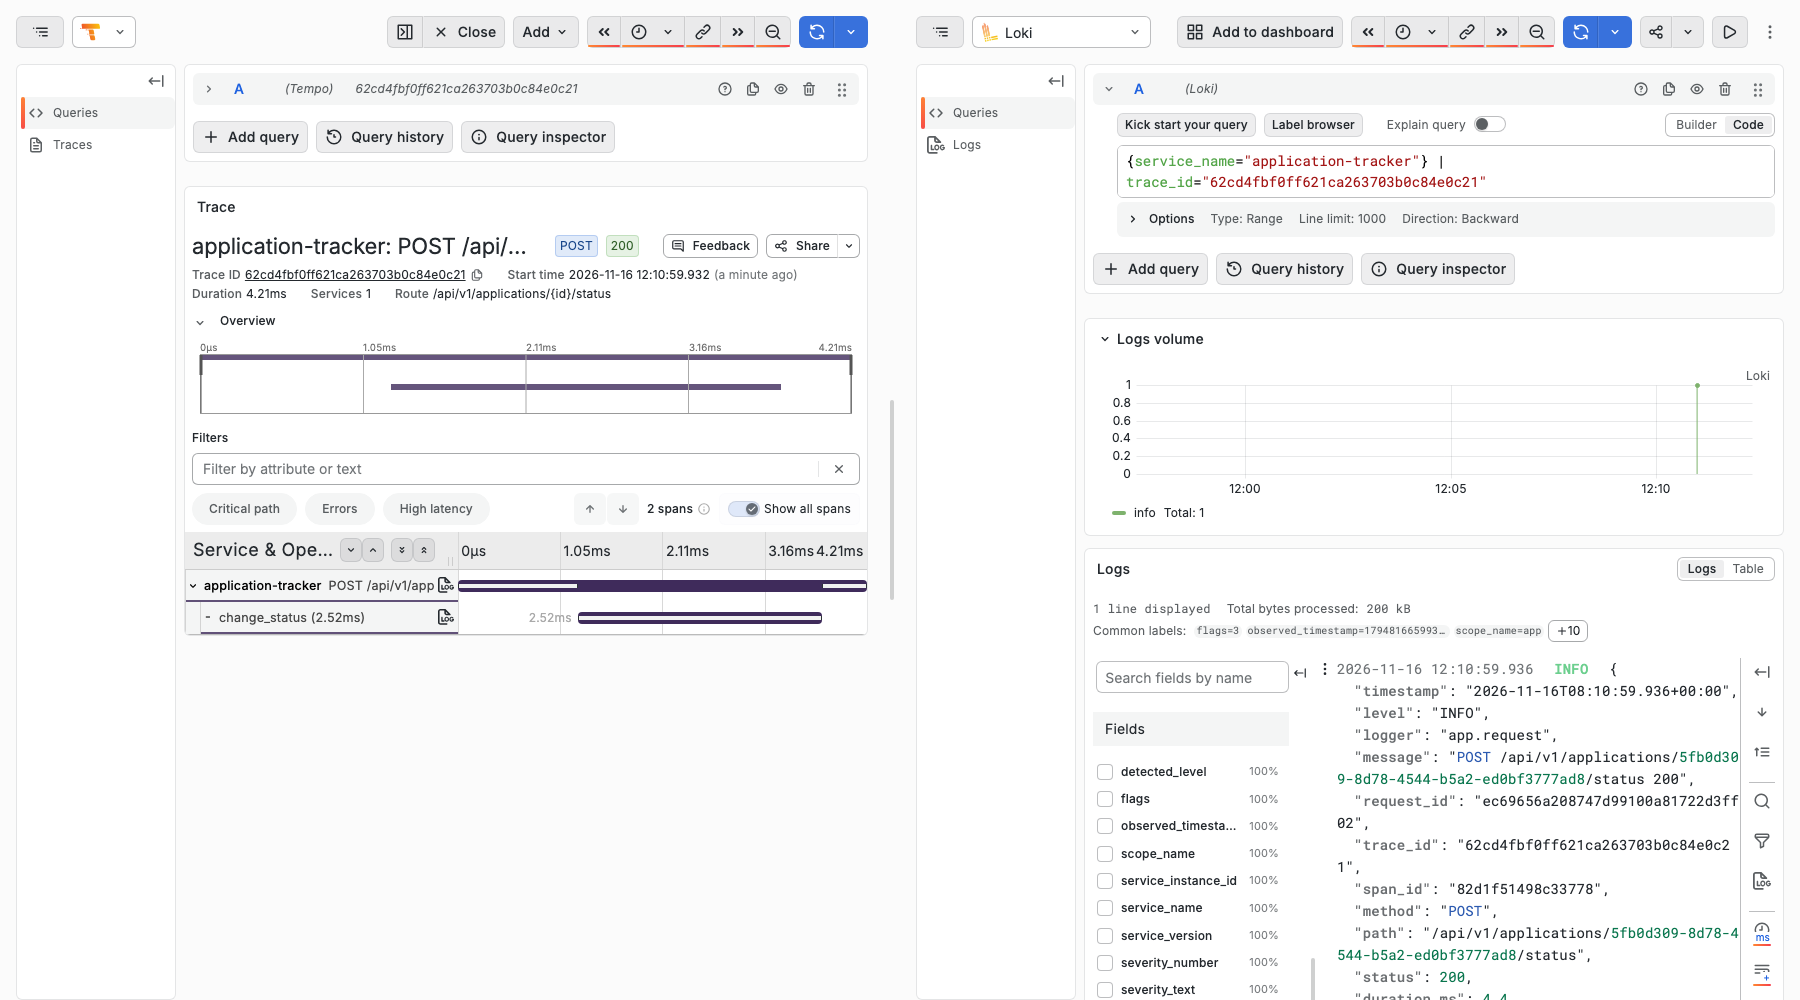 Close
Add
Loki
Add to dashboard
Queries
Traces
A (Tempo) 62cd4fbf0ff621ca263703b0c84e0c21
Add query
Query history
Query inspector
Trace
application-tracker: POST /api/...
POST
200
Feedback
Share
Trace ID 62cd4fbf0ff621ca263703b0c84e0c21 Start time 2026-11-16 12:10:59.932 (a minute ago)
Duration 4.21ms Services 1 Route /api/v1/applications/{id}/status
Overview
0μs 1.05ms 2.11ms 3.16ms 4.21ms
Filters
Filter by attribute or text
Critical path
Errors
High latency
2 spans
Show all spans
Service & Ope...
0μs 1.05ms 2.11ms 3.16ms 4.21ms
application-tracker POST /api/v1/app
LOG
- change_status (2.52ms)
LOG
2.52ms
Queries
LOG
Logs
A (Loki)
Kick start your query
Label browser
Explain query
Builder
Code
{service_name="application-tracker"} |
trace_id="62cd4fbf0ff621ca263703b0c84e0c21"
Options Type: Range Line limit: 1000 Direction: Backward
Add query
Query history
Query inspector
Logs volume
Loki
1
0.8
0.6
0.4
0.2
0
12:00 12:05 12:10
info Total: 1
Logs
Logs
Table
1 line displayed Total bytes processed: 200 kB
Common labels: flags=3 observed_timestamp=179481665993… scope_name=app +10
Search fields by name
Fields
detected_level 100%
flags 100%
observed_timesta... 100%
scope_name 100%
service_instance_id 100%
service_name 100%
service_version 100%
severity_number 100%
severity_text 100%
2026-11-16 12:10:59.936 INFO {
"timestamp": "2026-11-16T08:10:59.936+00:00",
"level": "INFO",
"logger": "app.request",
"message": "POST /api/v1/applications/5fb0d30
9-8d78-4544-b5a2-ed0bf3777ad8/status 200",
"request_id": "ec69656a208747d99100a81722d3ff
02",
"trace_id": "62cd4fbf0ff621ca263703b0c84e0c2
1",
"span_id": "82d1f51498c33778",
"method": "POST",
"path": "/api/v1/applications/5fb0d309-8d78-4
544-b5a2-ed0bf3777ad8/status",
"status": 200,
"duration_ms": 4.4
LOG
ms